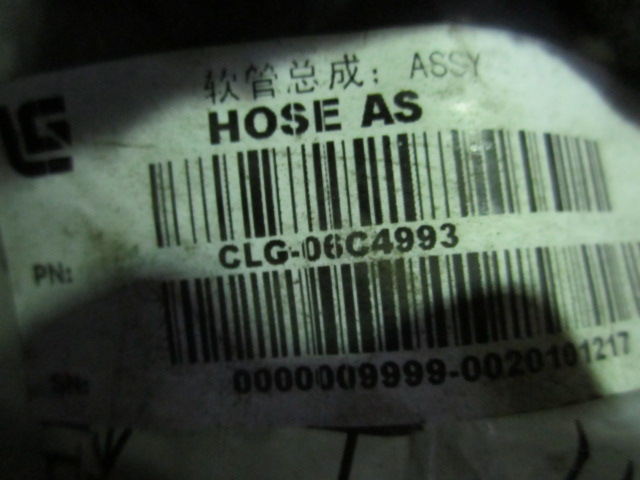 软管总成：ASSY
HOSE AS
PN: CLG-06C4993
SN: 0000009999-0020101217